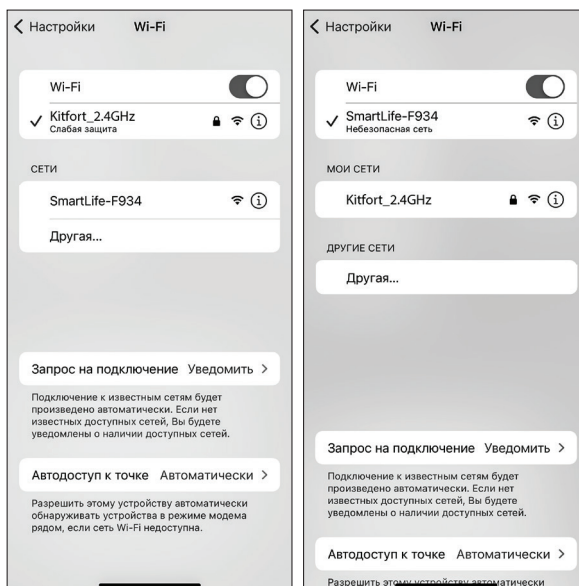 Настройки Wi-Fi
Wi-Fi
Kitfort_2.4GHz
Слабая защита
СЕТИ
SmartLife-F934
Другая...
Запрос на подключение Уведомить >
Подключение к известным сетям будет
произведено автоматически. Если нет
известных доступных сетей, Вы будете
уведомлены о наличии доступных сетей.
Автодоступ к точке Автоматически >
Разрешить этому устройству автоматически
обнаруживать устройства в режиме модема
рядом, если сеть Wi-Fi недоступна.
Настройки Wi-Fi
Wi-Fi
SmartLife-F934
Небезопасная сеть
МОИ СЕТИ
Kitfort_2.4GHz
ДРУГИЕ СЕТИ
Другая...
Запрос на подключение Уведомить >
Подключение к известным сетям будет
произведено автоматически. Если нет
известных доступных сетей, Вы будете
уведомлены о наличии доступных сетей.
Автодоступ к точке Автоматически >
Разрешить этому устройству автоматически